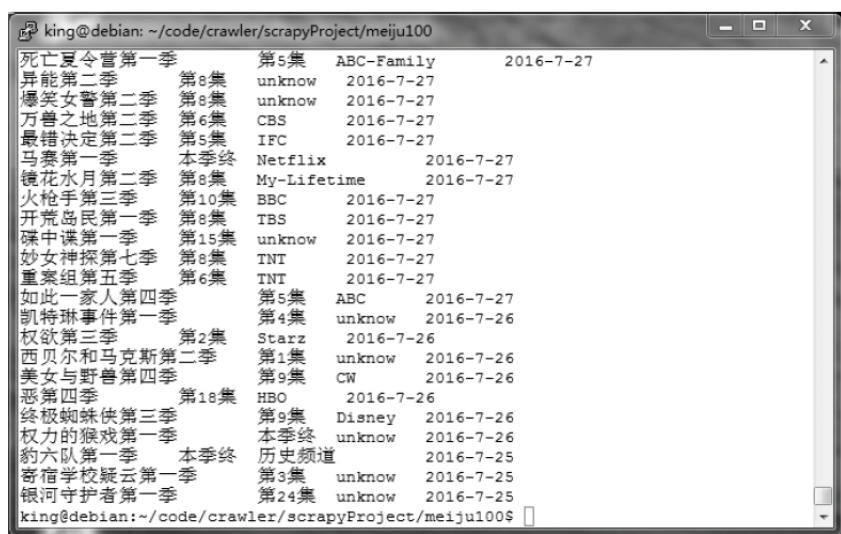 king@debian: ~/code/crawler/scrapyProject/meiju100
死亡夏令营第一季 第5集 ABC-Family 2016-7-27
异能第二季 第8集 unknow 2016-7-27
爆笑女警第二季 第8集 unknow 2016-7-27
万兽之地第二季 第6集 CBS 2016-7-27
最错决定第二季 第5集 IFC 2016-7-27
马赛第一季 本季终 Netflix 2016-7-27
镜花水月第二季 第8集 My-Lifetime 2016-7-27
火枪手第三季 第10集 BBC 2016-7-27
开荒岛民第一季 第8集 TBS 2016-7-27
碟中谍第一季 第15集 unknow 2016-7-27
妙女神探第七季 第8集 TNT 2016-7-27
重案组第五季 第6集 TNT 2016-7-27
如此一家人第四季 第5集 ABC 2016-7-27
凯特琳事件第一季 第4集 unknow 2016-7-26
权欲第三季 第2集 Starz 2016-7-26
西贝尔和马克斯第二季 第1集 unknow 2016-7-26
美女与野兽第四季 第9集 CW 2016-7-26
恶第四季 第18集 HBO 2016-7-26
终极蜘蛛侠第三季 第9集 Disney 2016-7-26
权力的猴戏第一季 本季终 unknow 2016-7-26
豹六队第一季 本季终 历史频道 2016-7-25
寄宿学校疑云第一季 第3集 unknow 2016-7-25
银河守护者第一季 第24集 unknow 2016-7-25
king@debian:~/code/crawler/scrapyProject/meiju100$